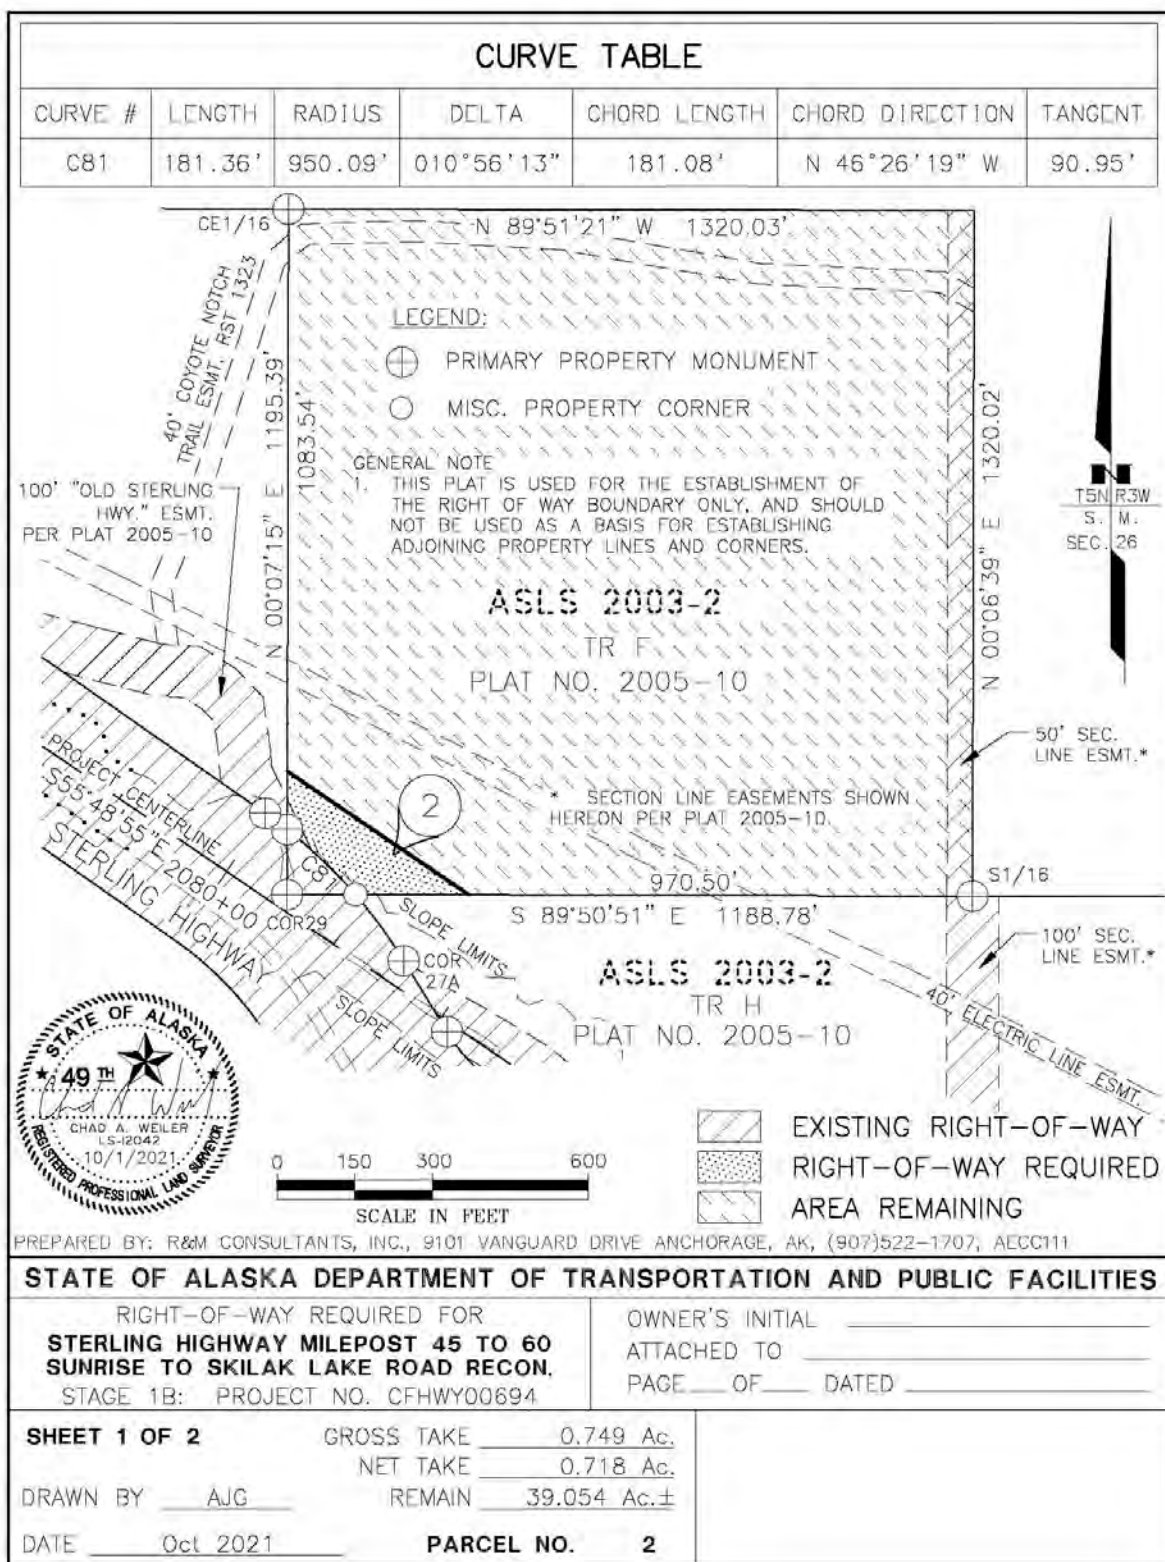 CURVE TABLE
CURVE # LENGTH RADIUS DELTA CHORD LENGTH CHORD DIRECTION TANGENT
C81 181.36' 950.09' 010°56'13" 181.08' N 46°26'19" W 90.95'
CE1/16
N 89°51'21" W 1320.03'
40' COYOTE NOTCH
TRAIL ESMT. RST 1323
LEGEND:
PRIMARY PROPERTY MONUMENT
MISC. PROPERTY CORNER
N 00°07'15" E 1195.39'
1083.54'
N 00°06'39" E 1320.02'
GENERAL NOTE
1. THIS PLAT IS USED FOR THE ESTABLISHMENT OF
THE RIGHT OF WAY BOUNDARY ONLY, AND SHOULD
NOT BE USED AS A BASIS FOR ESTABLISHING
ADJOINING PROPERTY LINES AND CORNERS.
N
T5N R3W
S. M.
SEC. 26
100' "OLD STERLING
HWY." ESMT.
PER PLAT 2005-10
ASLS 2003-2
TR F
PLAT NO. 2005-10
50' SEC.
LINE ESMT.*
2
* SECTION LINE EASEMENTS SHOWN
HEREON PER PLAT 2005-10.
PROJECT CENTERLINE
S55°48'55"E 2080+00
STERLING HIGHWAY
C81
970.50'
S1/16
S 89°50'51" E 1188.78'
COR29
SLOPE LIMITS
COR
27A
SLOPE LIMITS
ASLS 2003-2
TR H
PLAT NO. 2005-10
100' SEC.
LINE ESMT.*
40' ELECTRIC LINE ESMT.
STATE OF ALASKA
49 TH
CHAD A. WEILER
LS-12042
10/1/2021
REGISTERED PROFESSIONAL LAND SURVEYOR
0 150 300 600
SCALE IN FEET
EXISTING RIGHT-OF-WAY
RIGHT-OF-WAY REQUIRED
AREA REMAINING
PREPARED BY: R&M CONSULTANTS, INC., 9101 VANGUARD DRIVE ANCHORAGE, AK, (907)522-1707, AECC111
STATE OF ALASKA DEPARTMENT OF TRANSPORTATION AND PUBLIC FACILITIES
RIGHT-OF-WAY REQUIRED FOR
STERLING HIGHWAY MILEPOST 45 TO 60
SUNRISE TO SKILAK LAKE ROAD RECON.
STAGE 1B: PROJECT NO. CFHWY00694
OWNER'S INITIAL
ATTACHED TO
PAGE OF DATED
SHEET 1 OF 2
GROSS TAKE 0.749 Ac.
NET TAKE 0.718 Ac.
DRAWN BY AJG REMAIN 39.054 Ac.±
DATE Oct 2021 PARCEL NO. 2